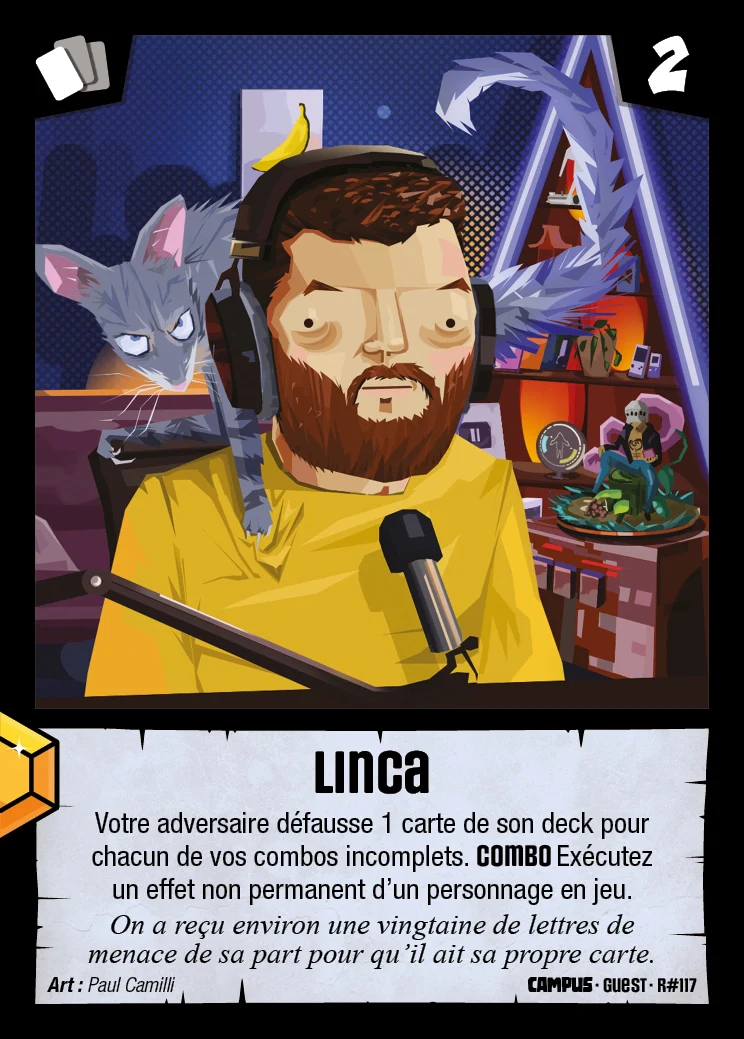 2
Linca
Votre adversaire défausse 1 carte de son deck pour
chacun de vos combos incomplets. COMBO Exécutez
un effet non permanent d'un personnage en jeu.
On a reçu environ une vingtaine de lettres de
menace de sa part pour qu'il ait sa propre carte.
Art : Paul Camilli
CAMPUS · GUEST · R#117